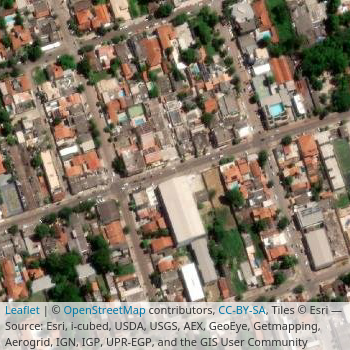 Leaflet | © OpenStreetMap contributors, CC-BY-SA, Tiles © Esri —
Source: Esri, i-cubed, USDA, USGS, AEX, GeoEye, Getmapping,
Aerogrid, IGN, IGP, UPR-EGP, and the GIS User Community